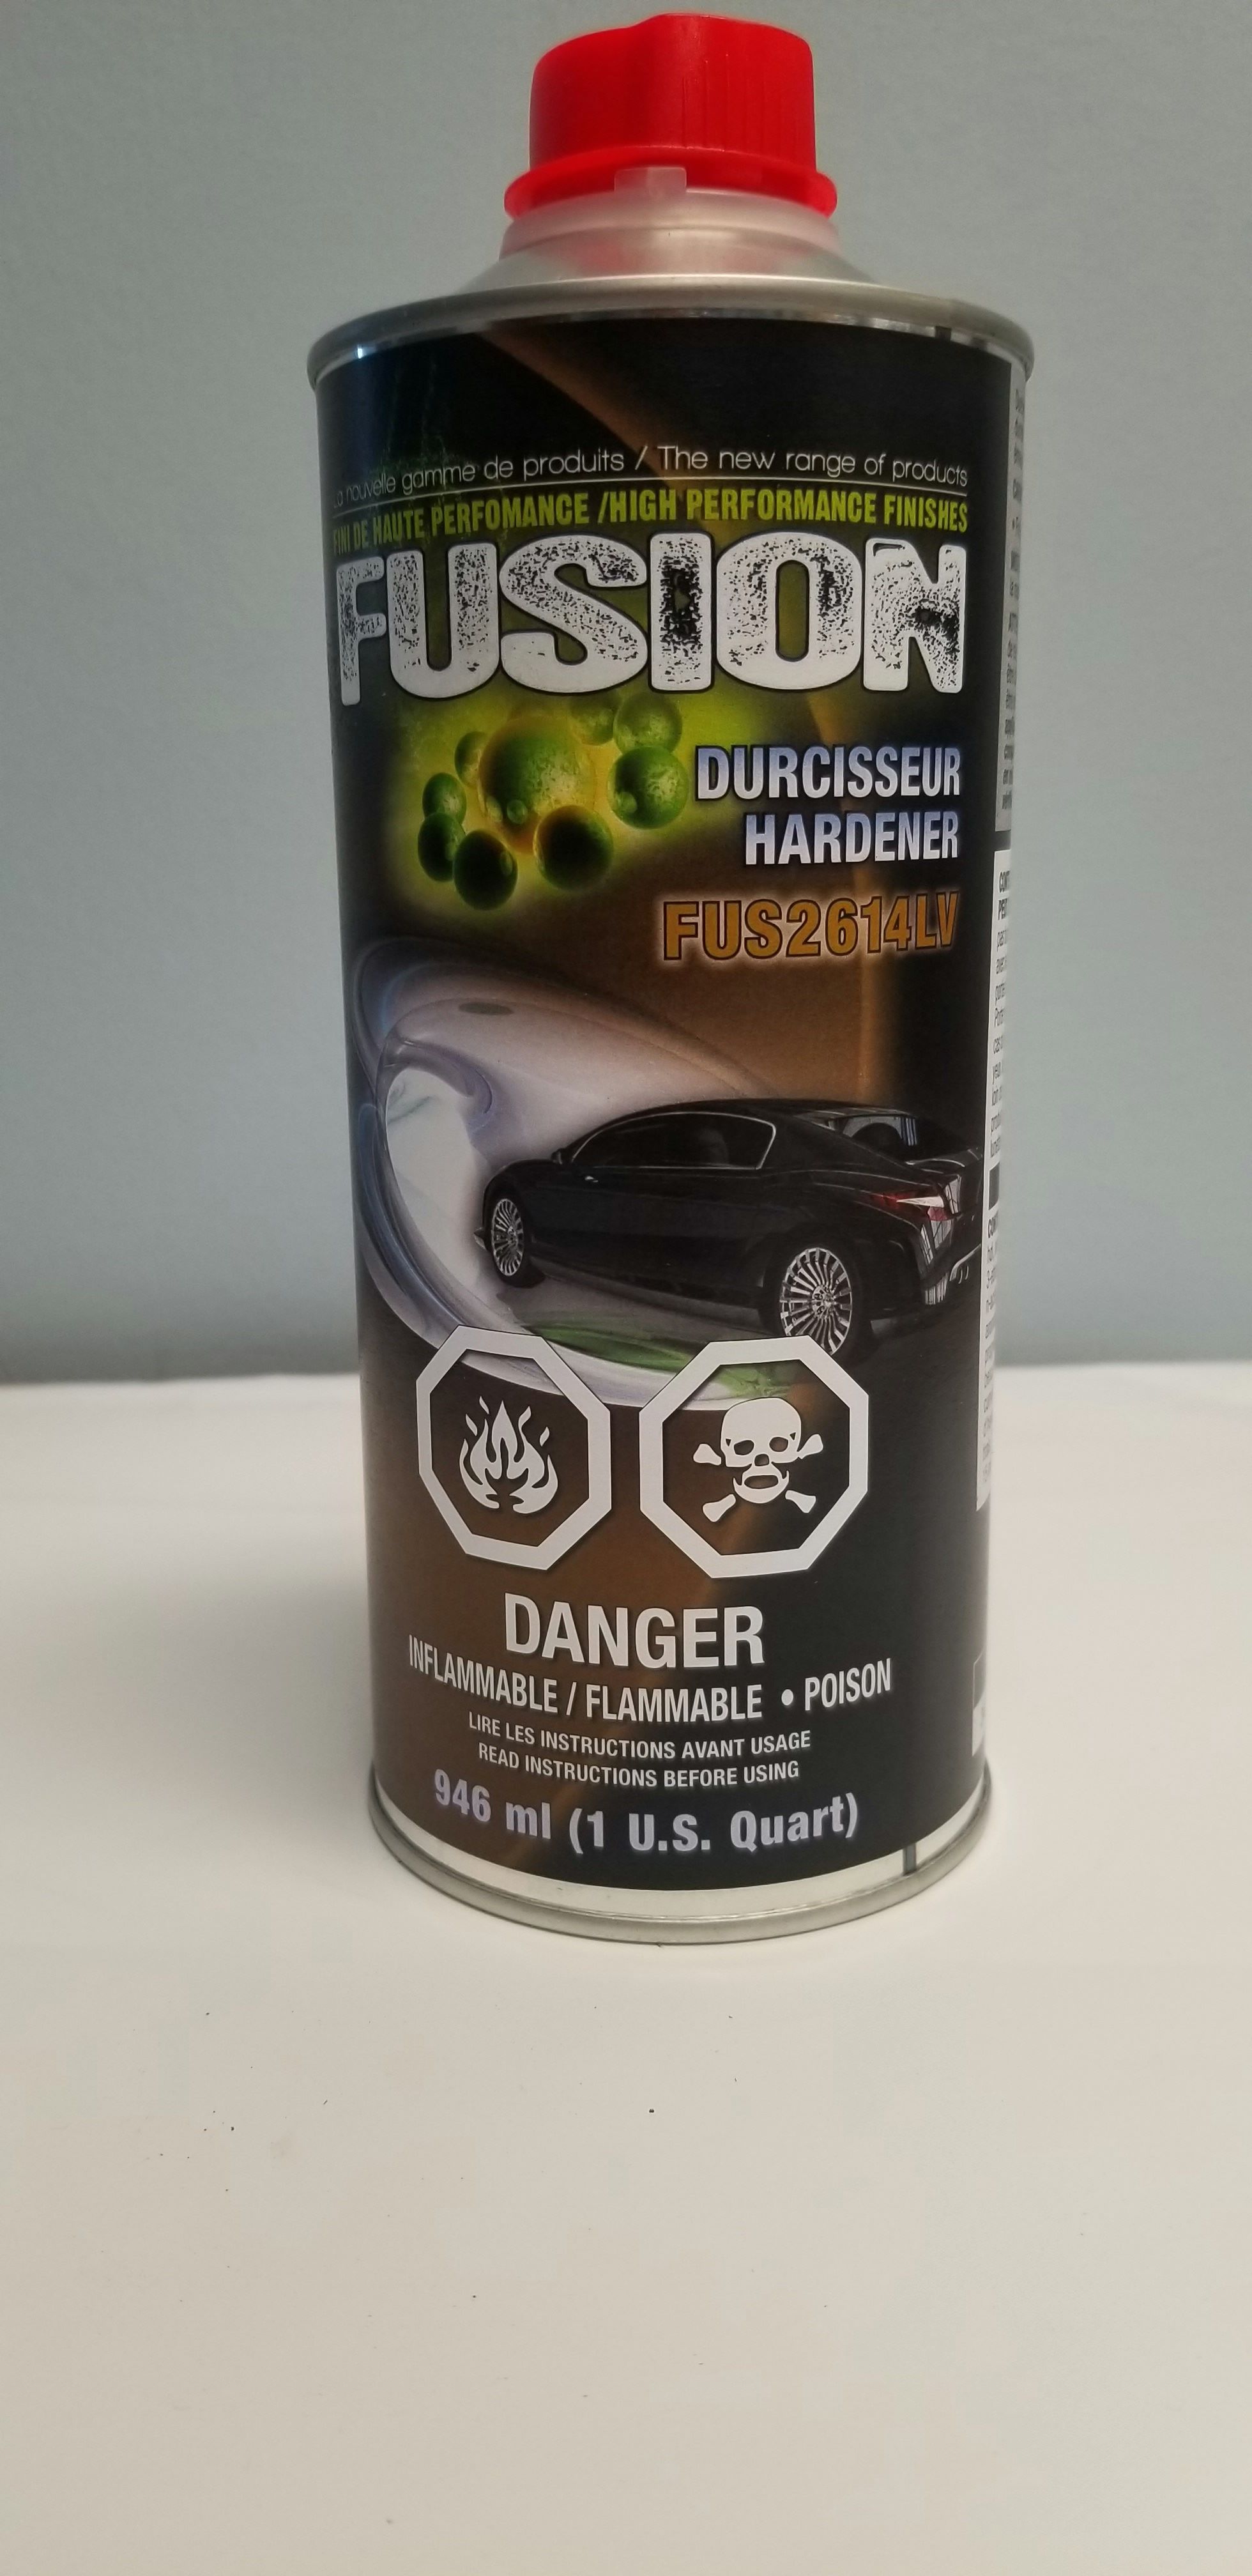 nouvelle gamme de produits / The new range of products
FINI DE HAUTE PERFOMANCE /HIGH PERFORMANCE FINISHES
FUSION
DURCISSEUR
HARDENER
FUS2614LV
DANGER
INFLAMMABLE / FLAMMABLE • POISON
LIRE LES INSTRUCTIONS AVANT USAGE
READ INSTRUCTIONS BEFORE USING
946 ml (1 U.S. Quart)